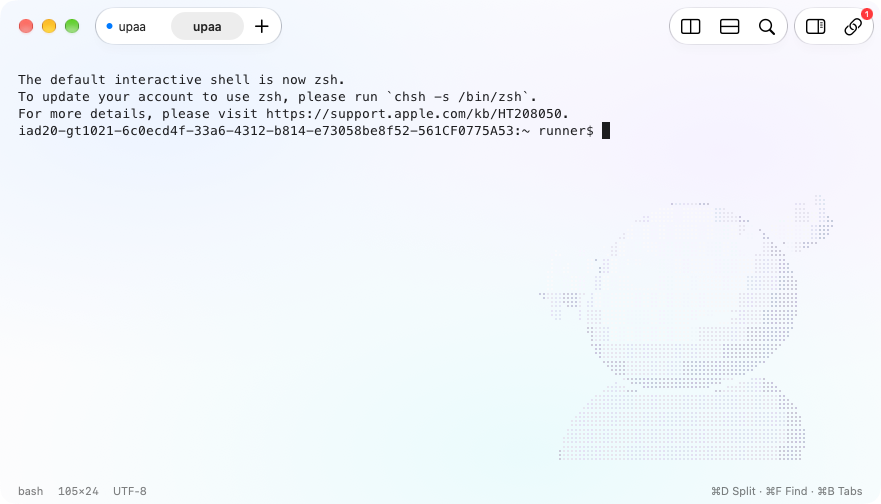 upaa
upaa
1
The default interactive shell is now zsh.
To update your account to use zsh, please run `chsh -s /bin/zsh`.
For more details, please visit https://support.apple.com/kb/HT208050.
iad20-gt1021-6c0ecd4f-33a6-4312-b814-e73058be8f52-561CF0775A53:~ runner$
bash 105×24 UTF-8
⌘D Split · ⌘F Find · ⌘B Tabs